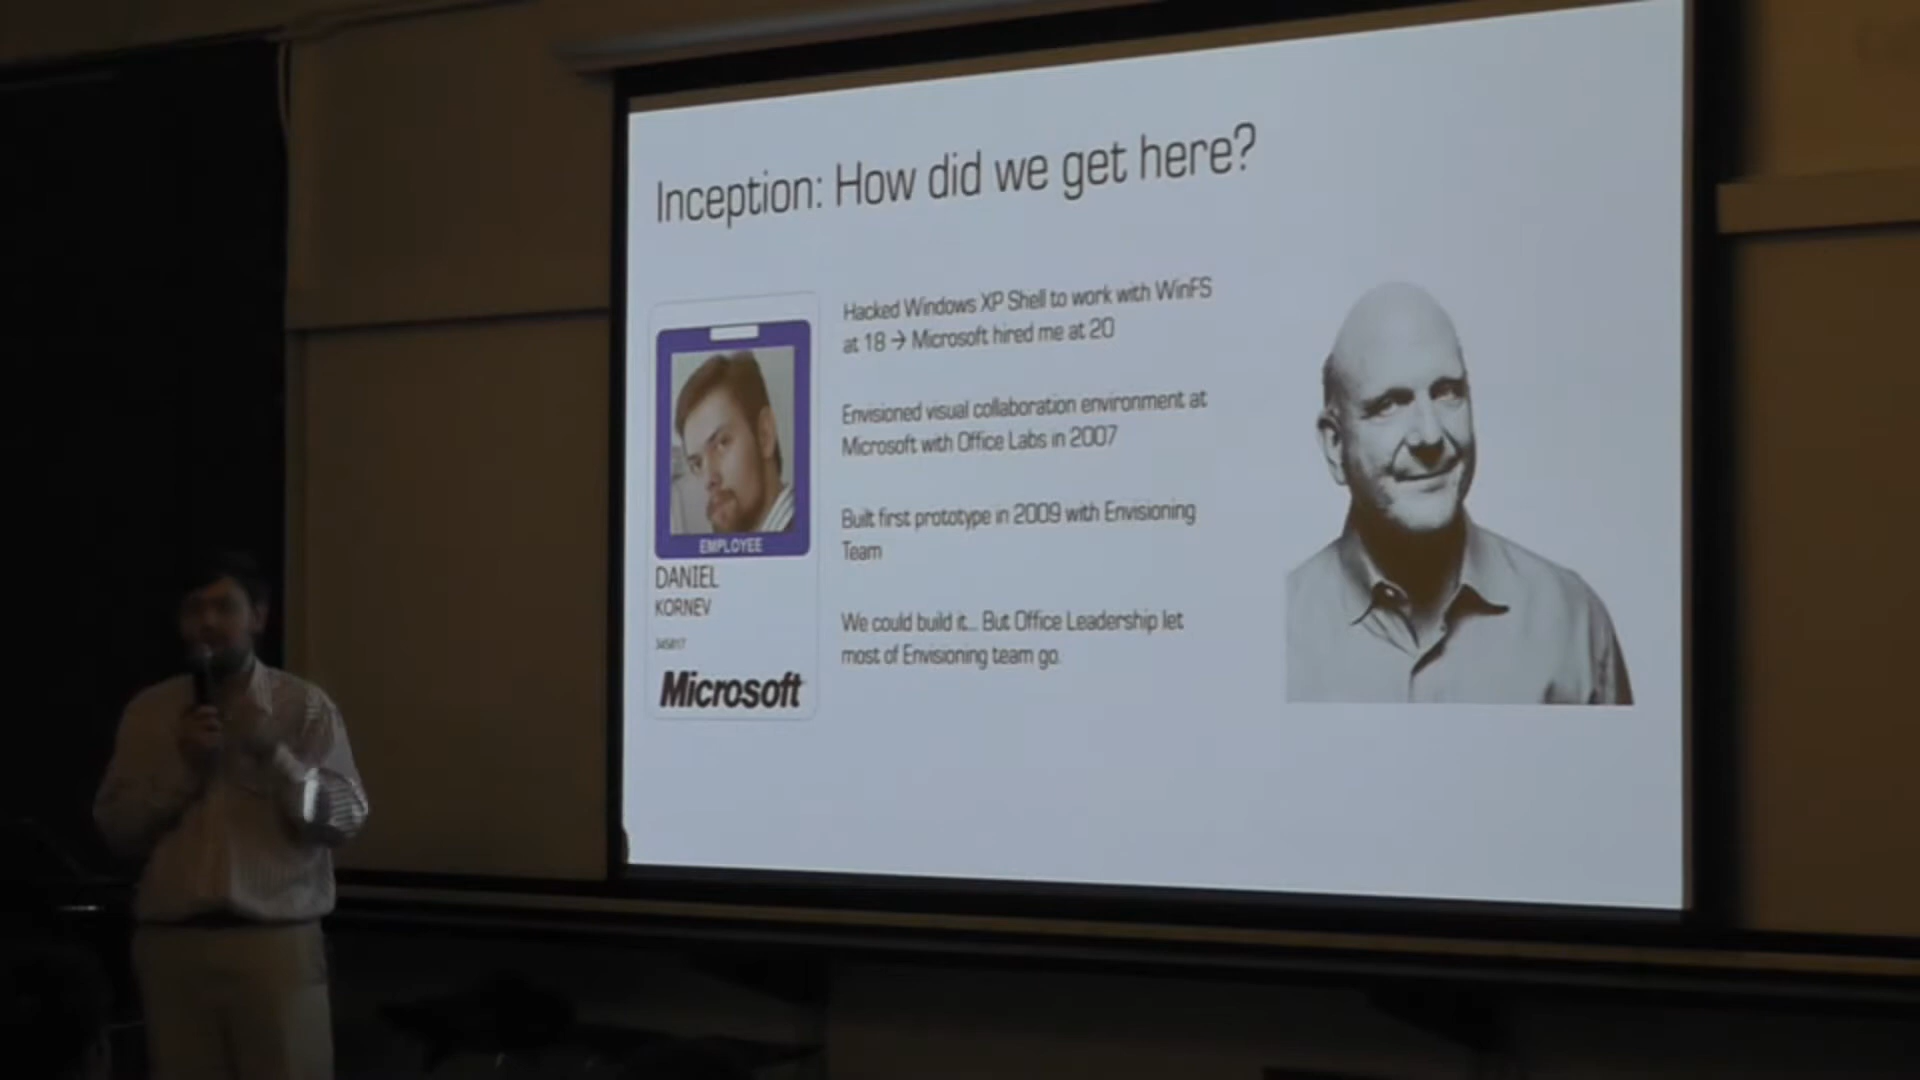 Inception: How did we get here?
Hacked Windows XP Shell to work with WinFS
at 18 → Microsoft hired me at 20
Envisioned visual collaboration environment at
Microsoft with Office Labs in 2007
Built first prototype in 2009 with Envisioning
Team
We could build it... But Office Leadership let
most of Envisioning team go.
EMPLOYEE
DANIEL
KORNEV
Microsoft